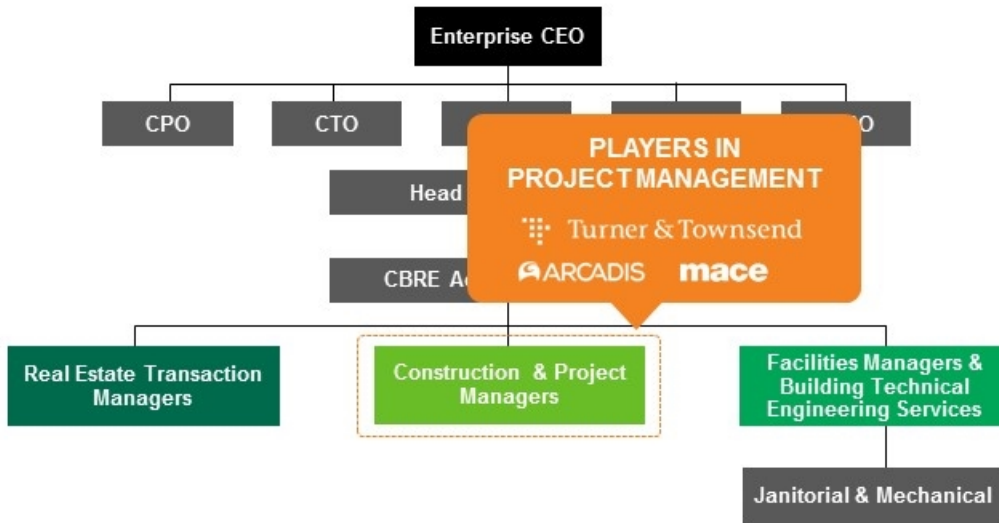 Enterprise CEO
CPO
CTO
O
PLAYERS IN
PROJECT MANAGEMENT
Turner & Townsend
ARCADIS
mace
Head
CBRE A
Real Estate Transaction
Managers
Construction & Project
Managers
Facilities Managers &
Building Technical
Engineering Services
Janitorial & Mechanical